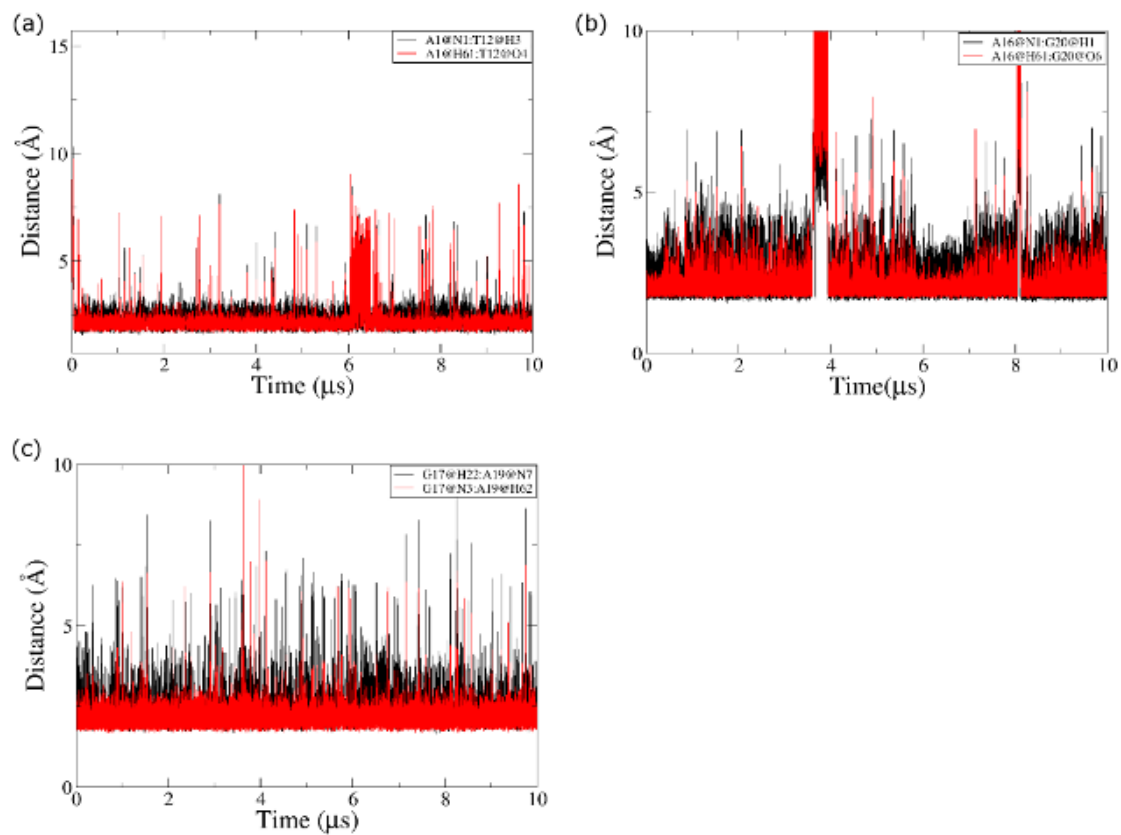 (a)
15
10
5
0 2 4 6 8 10
Distance (Å)
Time (μs)
A1@N1:T12@H3
A1@H61:T12@O4
(b)
10
5
0
0 2 4 6 8 10
Distance (Å)
Time(μs)
A16@N1:G20@H1
A16@H61:G20@O6
(c)
10
5
0
0 2 4 6 8 10
Distance (Å)
Time (μs)
G17@H22:A19@N7
G17@N3:A19@H62